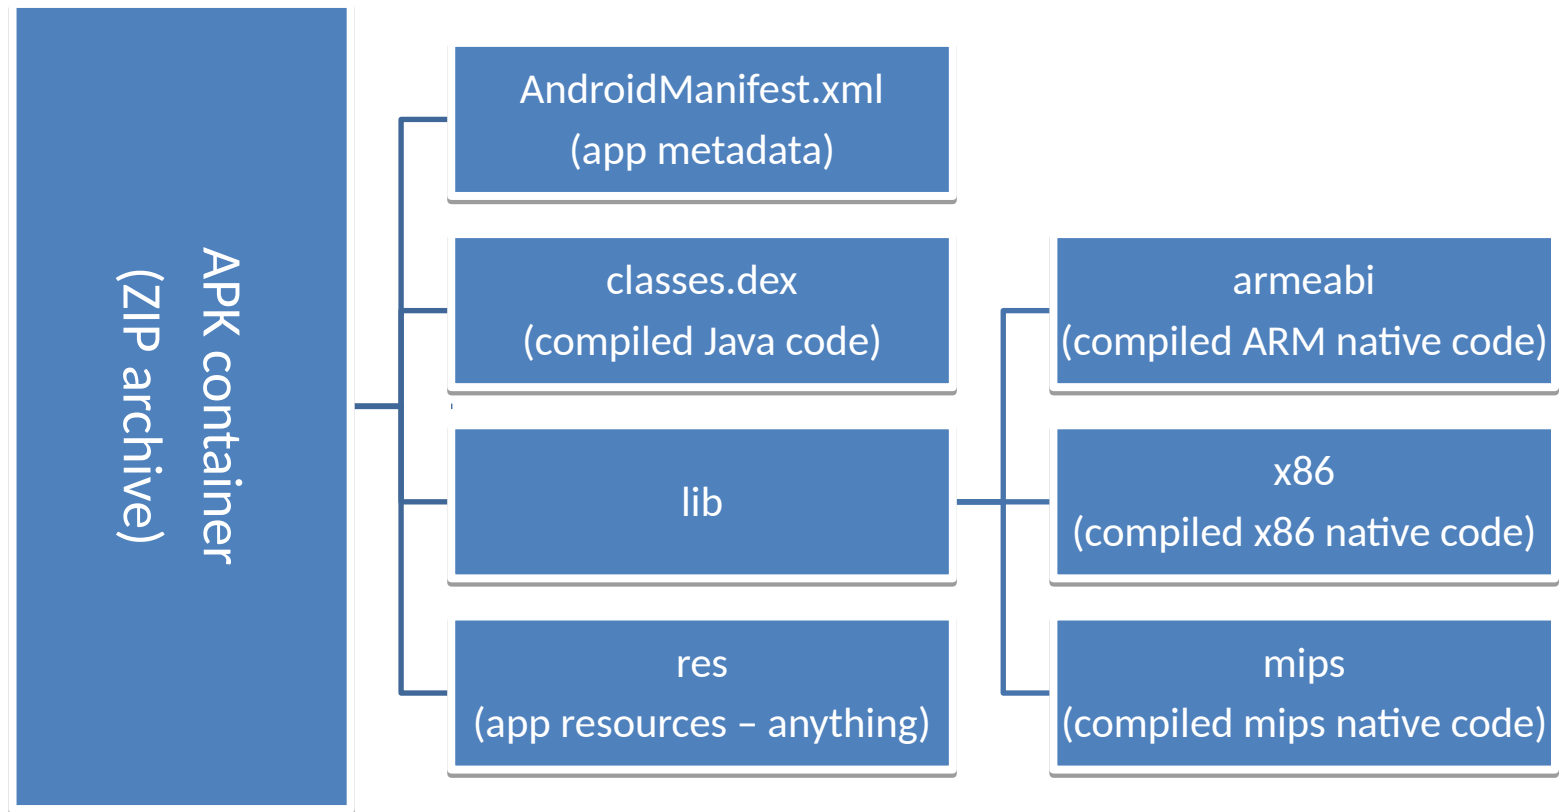 APK container
(ZIP archive)
AndroidManifest.xml
(app metadata)
classes.dex
(compiled Java code)
lib
res
(app resources – anything)
armeabi
(compiled ARM native code)
x86
(compiled x86 native code)
mips
(compiled mips native code)